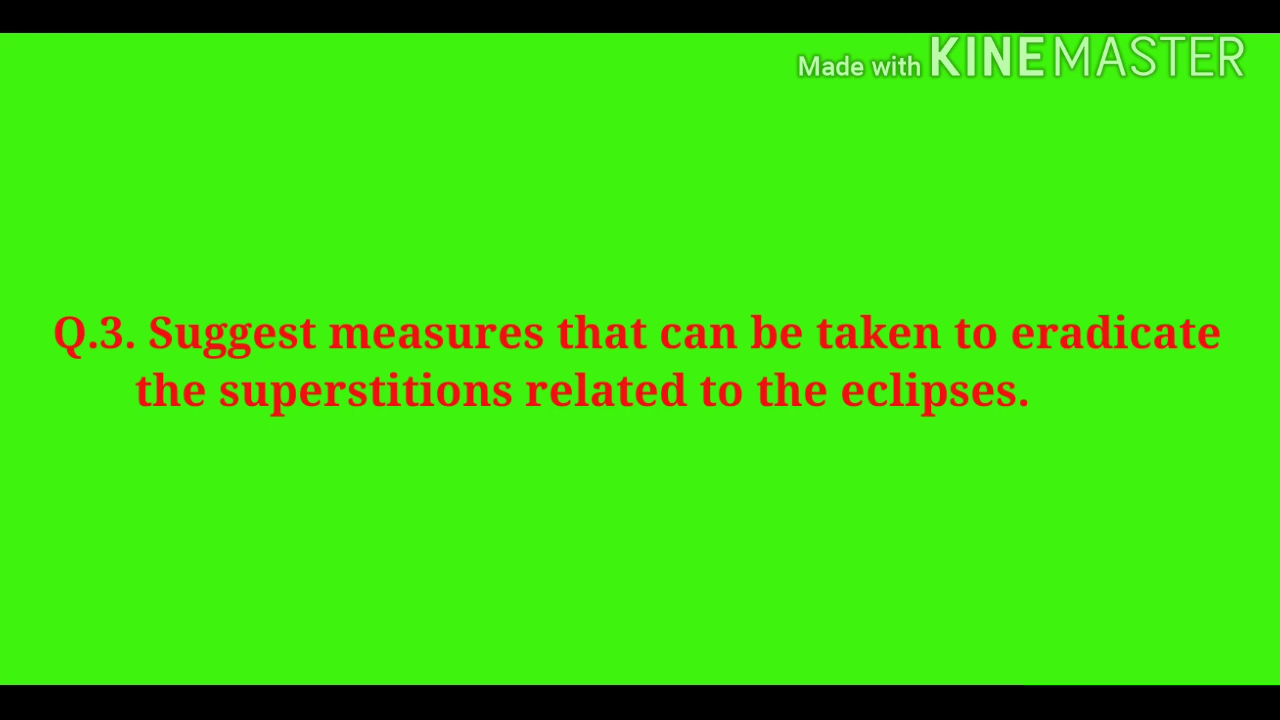 Made with KINEMASTER
Q.3. Suggest measures that can be taken to eradicate
the superstitions related to the eclipses.